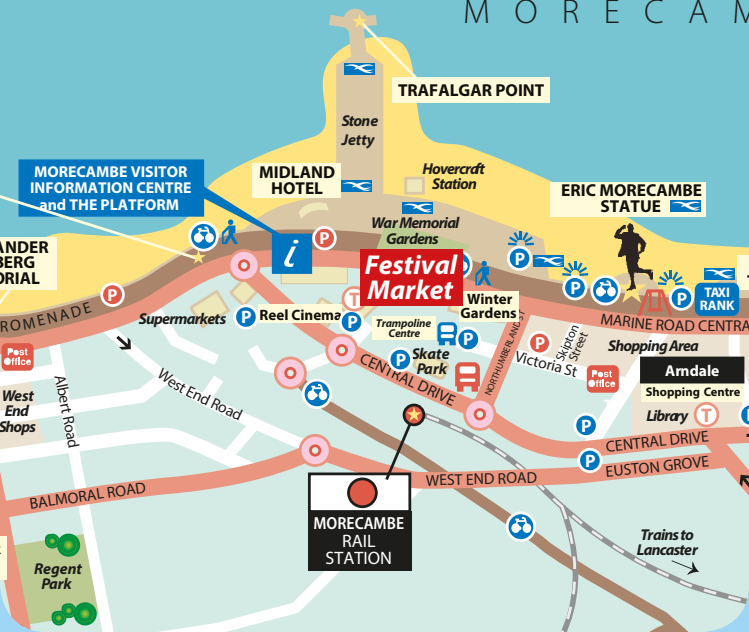 MORECAM
TRAFALGAR POINT
Stone
Jetty
MORECAMBE VISITOR
INFORMATION CENTRE
and THE PLATFORM
MIDLAND
HOTEL
Hovercrft
Station
ERIC MORECAMBE
STATUE
War Memorial
Gardens
ANDER
BERG
ORIAL
i
P
Festival
Market
P
P
P
TAXI
RANK
P
ROMENADE
Supermarkets
P
Reel Cinema
T
P
Winter
Gardens
MARINE ROAD CENTRA
Trampoline
Centre
P
NORTHUMBERLAND ST
P
Skipton
Street
Shopping Area
Post
Office
P
Skate
Park
Victoria St
Arndale
Shopping Centre
West
End
Shops
Albert Road
West End Road
CENTRAL DRIVE
Post
Office
Library
T
P
CENTRAL DRIVE
P
EUSTON GROVE
BALMORAL ROAD
WEST END ROAD
MORECAMBE
RAIL
STATION
Trains to
Lancaster
Regent
Park